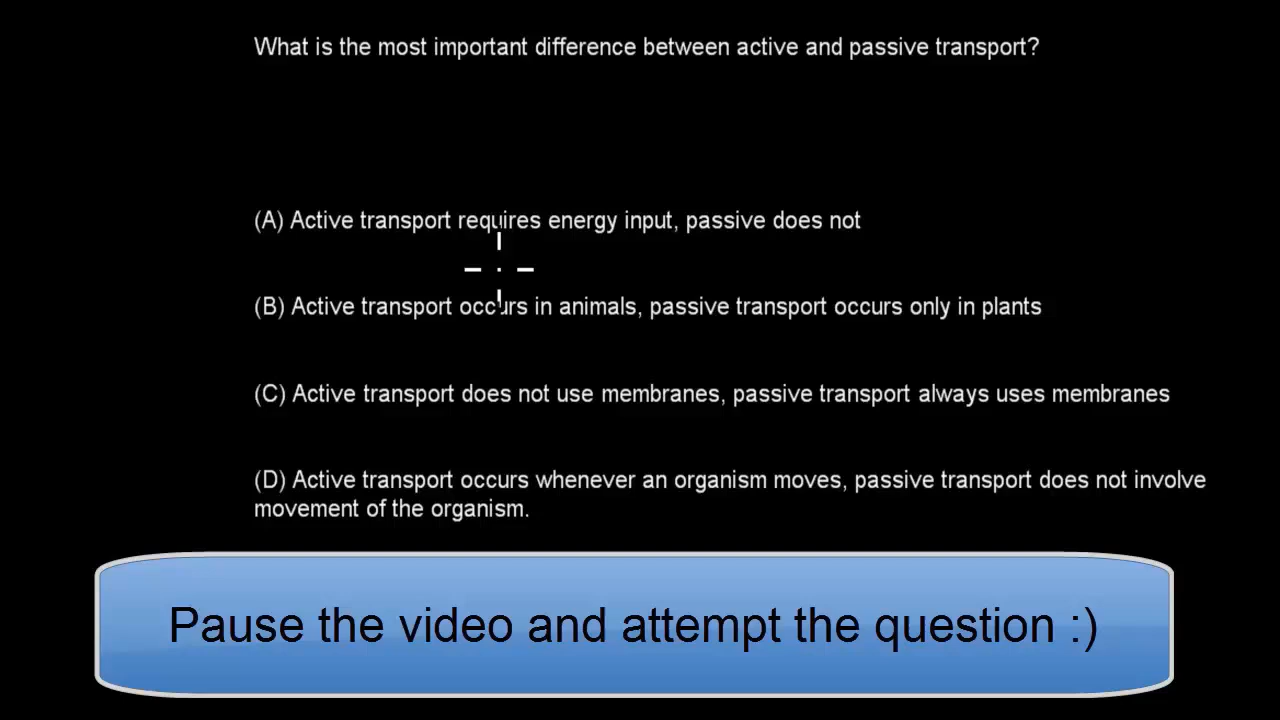 What is the most important difference between active and passive transport?
(A) Active transport requires energy input, passive does not
(B) Active transport occurs in animals, passive transport occurs only in plants
(C) Active transport does not use membranes, passive transport always uses membranes
(D) Active transport occurs whenever an organism moves, passive transport does not involve
movement of the organism.
Pause the video and attempt the question :)